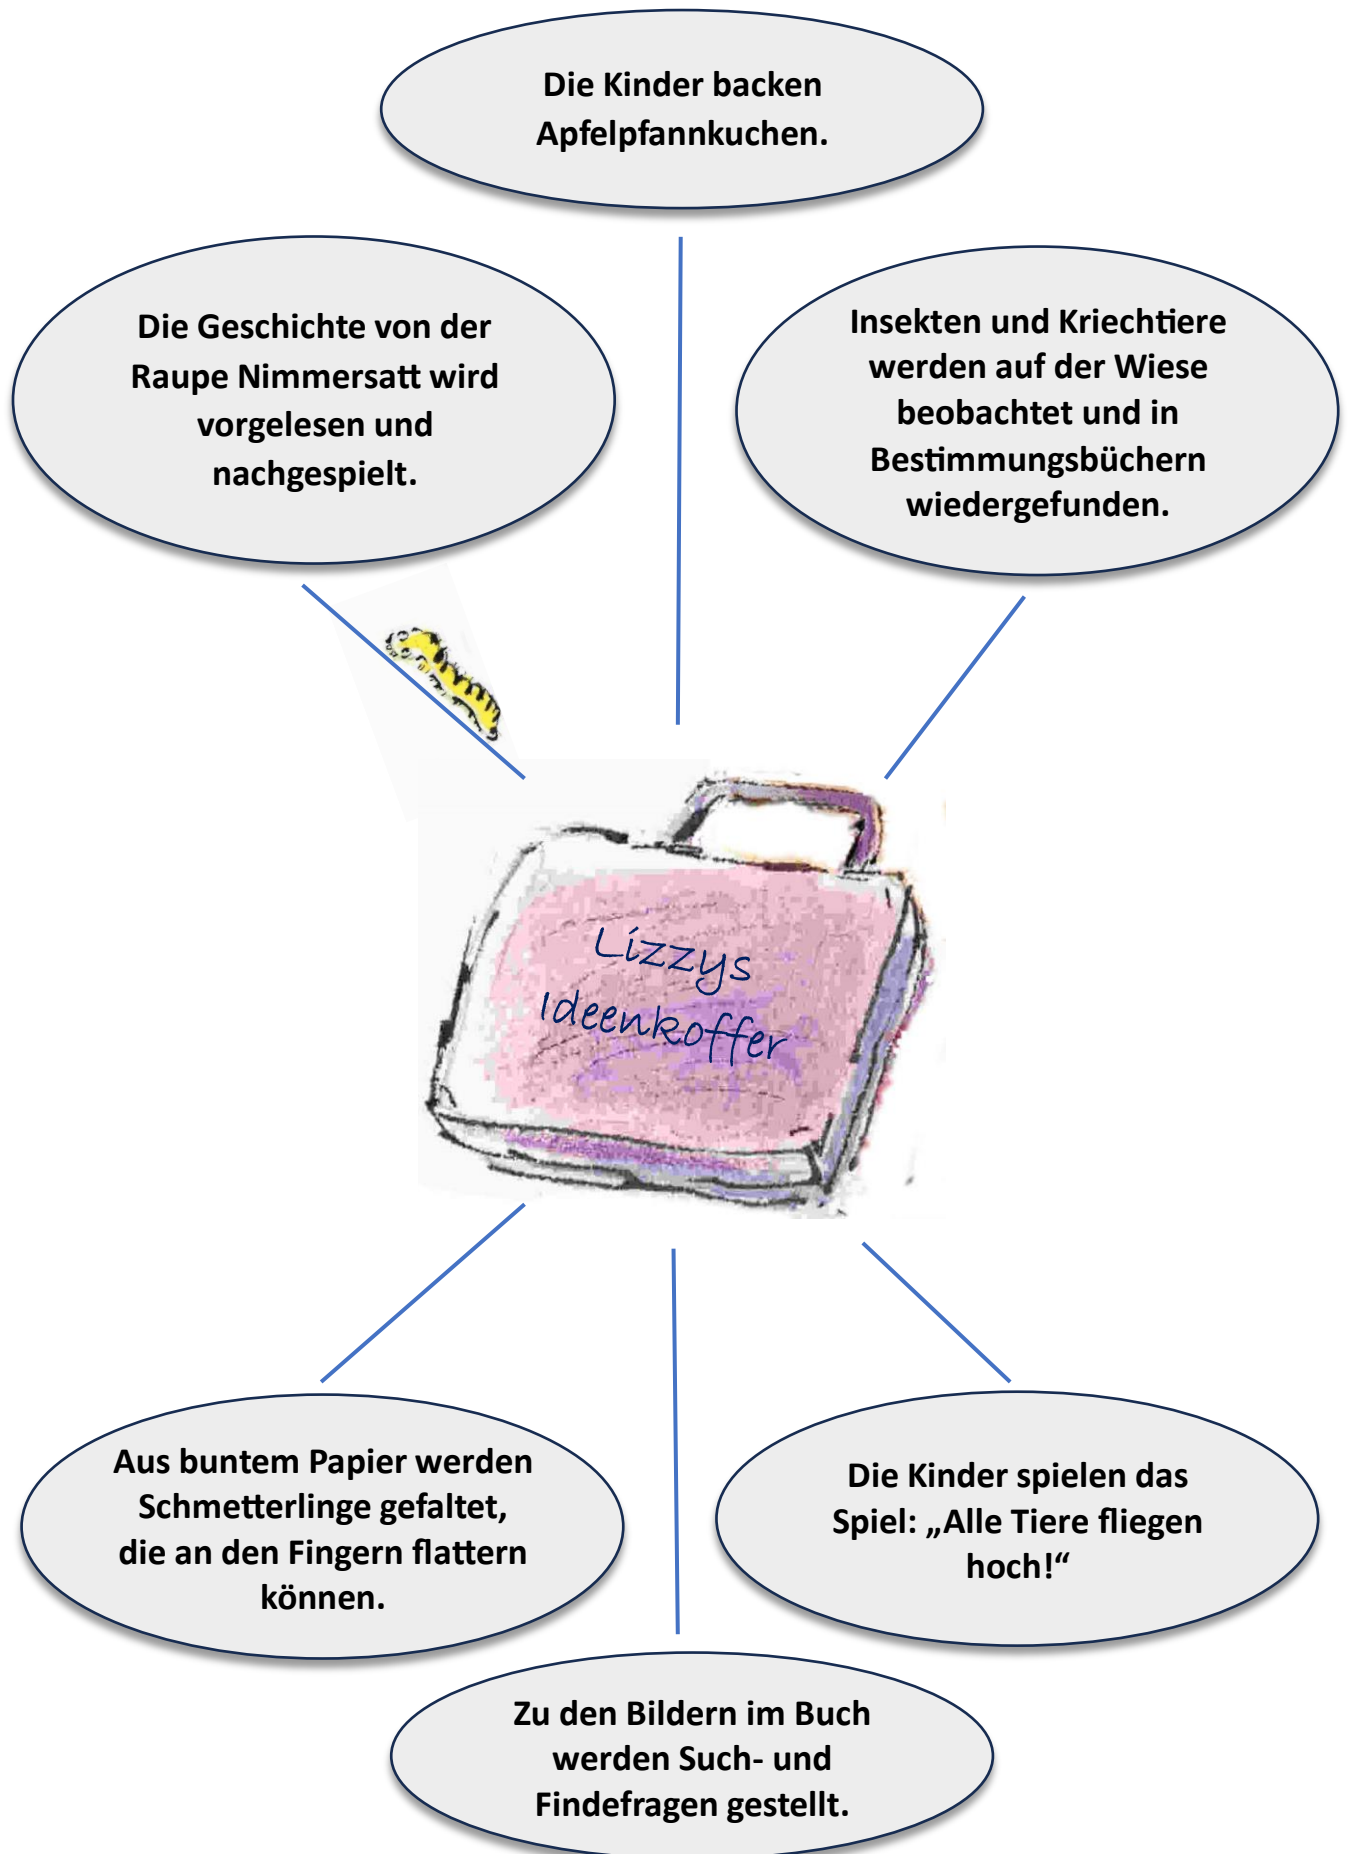 Die Kinder backen
Apfelpfannkuchen.
Die Geschichte von der
Raupe Nimmersatt wird
vorgelesen und
nachgespielt.
Insekten und Kriechtiere
werden auf der Wiese
beobachtet und in
Bestimmungsbüchern
wiedergefunden.
Lizzys
Ideenkoffer
Aus buntem Papier werden
Schmetterlinge gefaltet,
die an den Fingern flattern
können.
Die Kinder spielen das
Spiel: „Alle Tiere fliegen
hoch!“
Zu den Bildern im Buch
werden Such- und
Findefragen gestellt.